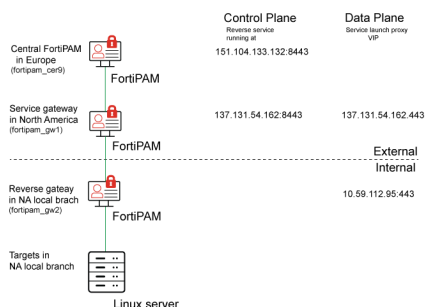 Control Plane
Data Plane
Reverse service
running at
Service launch proxy
VIP
Central FortiPAM
in Europe
(fortipam_cer9)
151.104.133.132:8443
FortiPAM
Service gateway
in North America
(fortipam_gw1)
137.131.54.162:8443
137.131.54.162.443
FortiPAM
External
Internal
Reverse gateay
in NA local brach
(fortipam_gw2)
10.59.112.95:443
FortiPAM
Targets in
NA local branch
Linux server